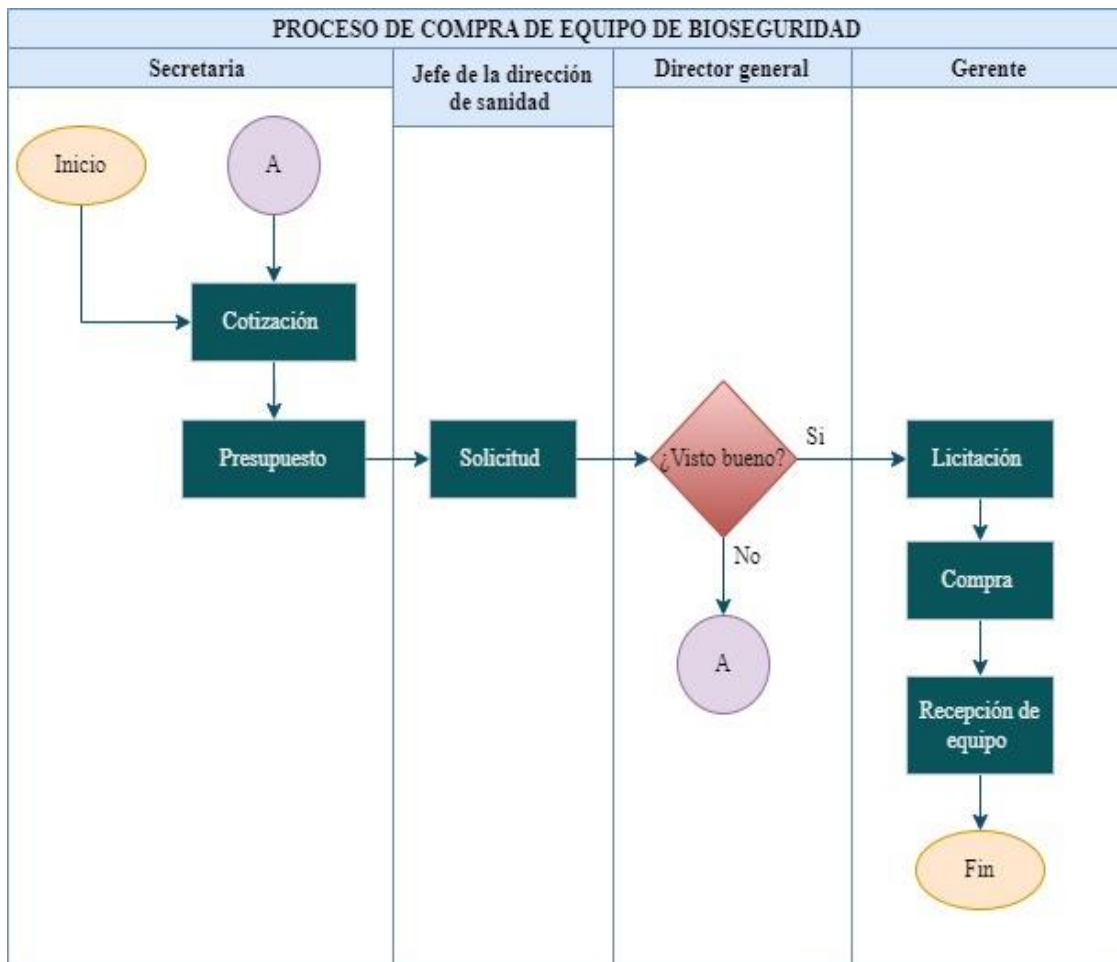 PROCESO DE COMPRA DE EQUIPO DE BIOSEGURIDAD
Secretaria
Jefe de la dirección
de sanidad
Director general
Gerente
Inicio
A
Cotización
Presupuesto
Solicitud
¿Visto bueno?
Si
Licitación
No
Compra
A
Recepción de
equipo
Fin